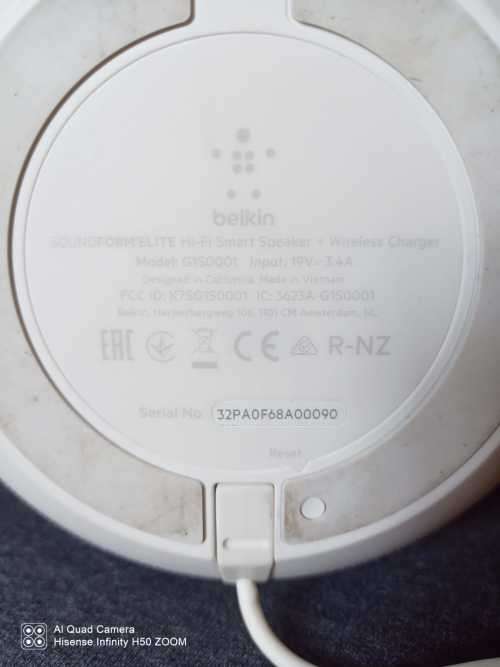 belkin
SOUNDFORM ELITE Hi-Fi Smart Speaker + Wireless Charger
Model: G1S0001 Input: 19V⎓3.4A
Designed in California, Made in Vietnam
FCC ID: K7SG1S0001 IC: 3623A-G1S0001
Belkin, Herikerbergweg 106, 1101 CM Amsterdam, NL
EAC CE R-NZ
Serial No. 32PA0F68A00090
Reset
AI Quad Camera
Hisense Infinity H50 ZOOM